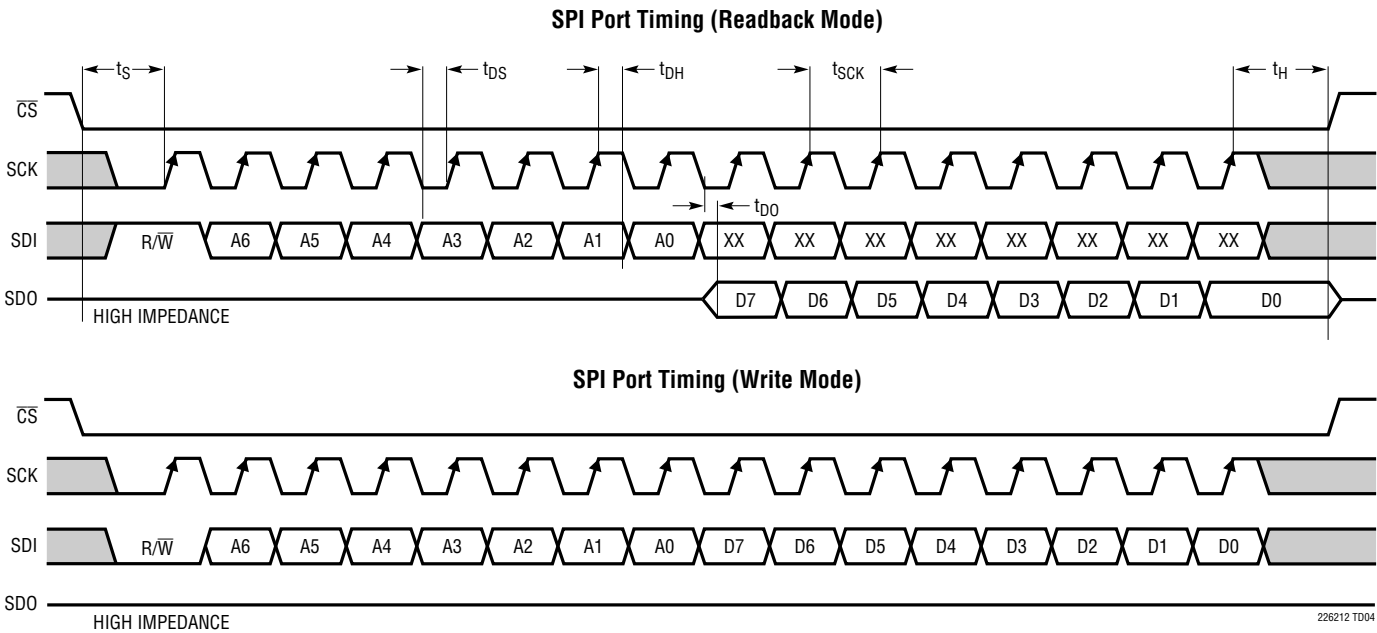 SPI Port Timing (Readback Mode)
tS tDS tDH tSCK tH
CS
SCK
tDO
SDI R/W A6 A5 A4 A3 A2 A1 A0 XX XX XX XX XX XX XX XX
SDO D7 D6 D5 D4 D3 D2 D1 D0
HIGH IMPEDANCE
SPI Port Timing (Write Mode)
CS
SCK
SDI R/W A6 A5 A4 A3 A2 A1 A0 D7 D6 D5 D4 D3 D2 D1 D0
SDO
HIGH IMPEDANCE
226212 TD04